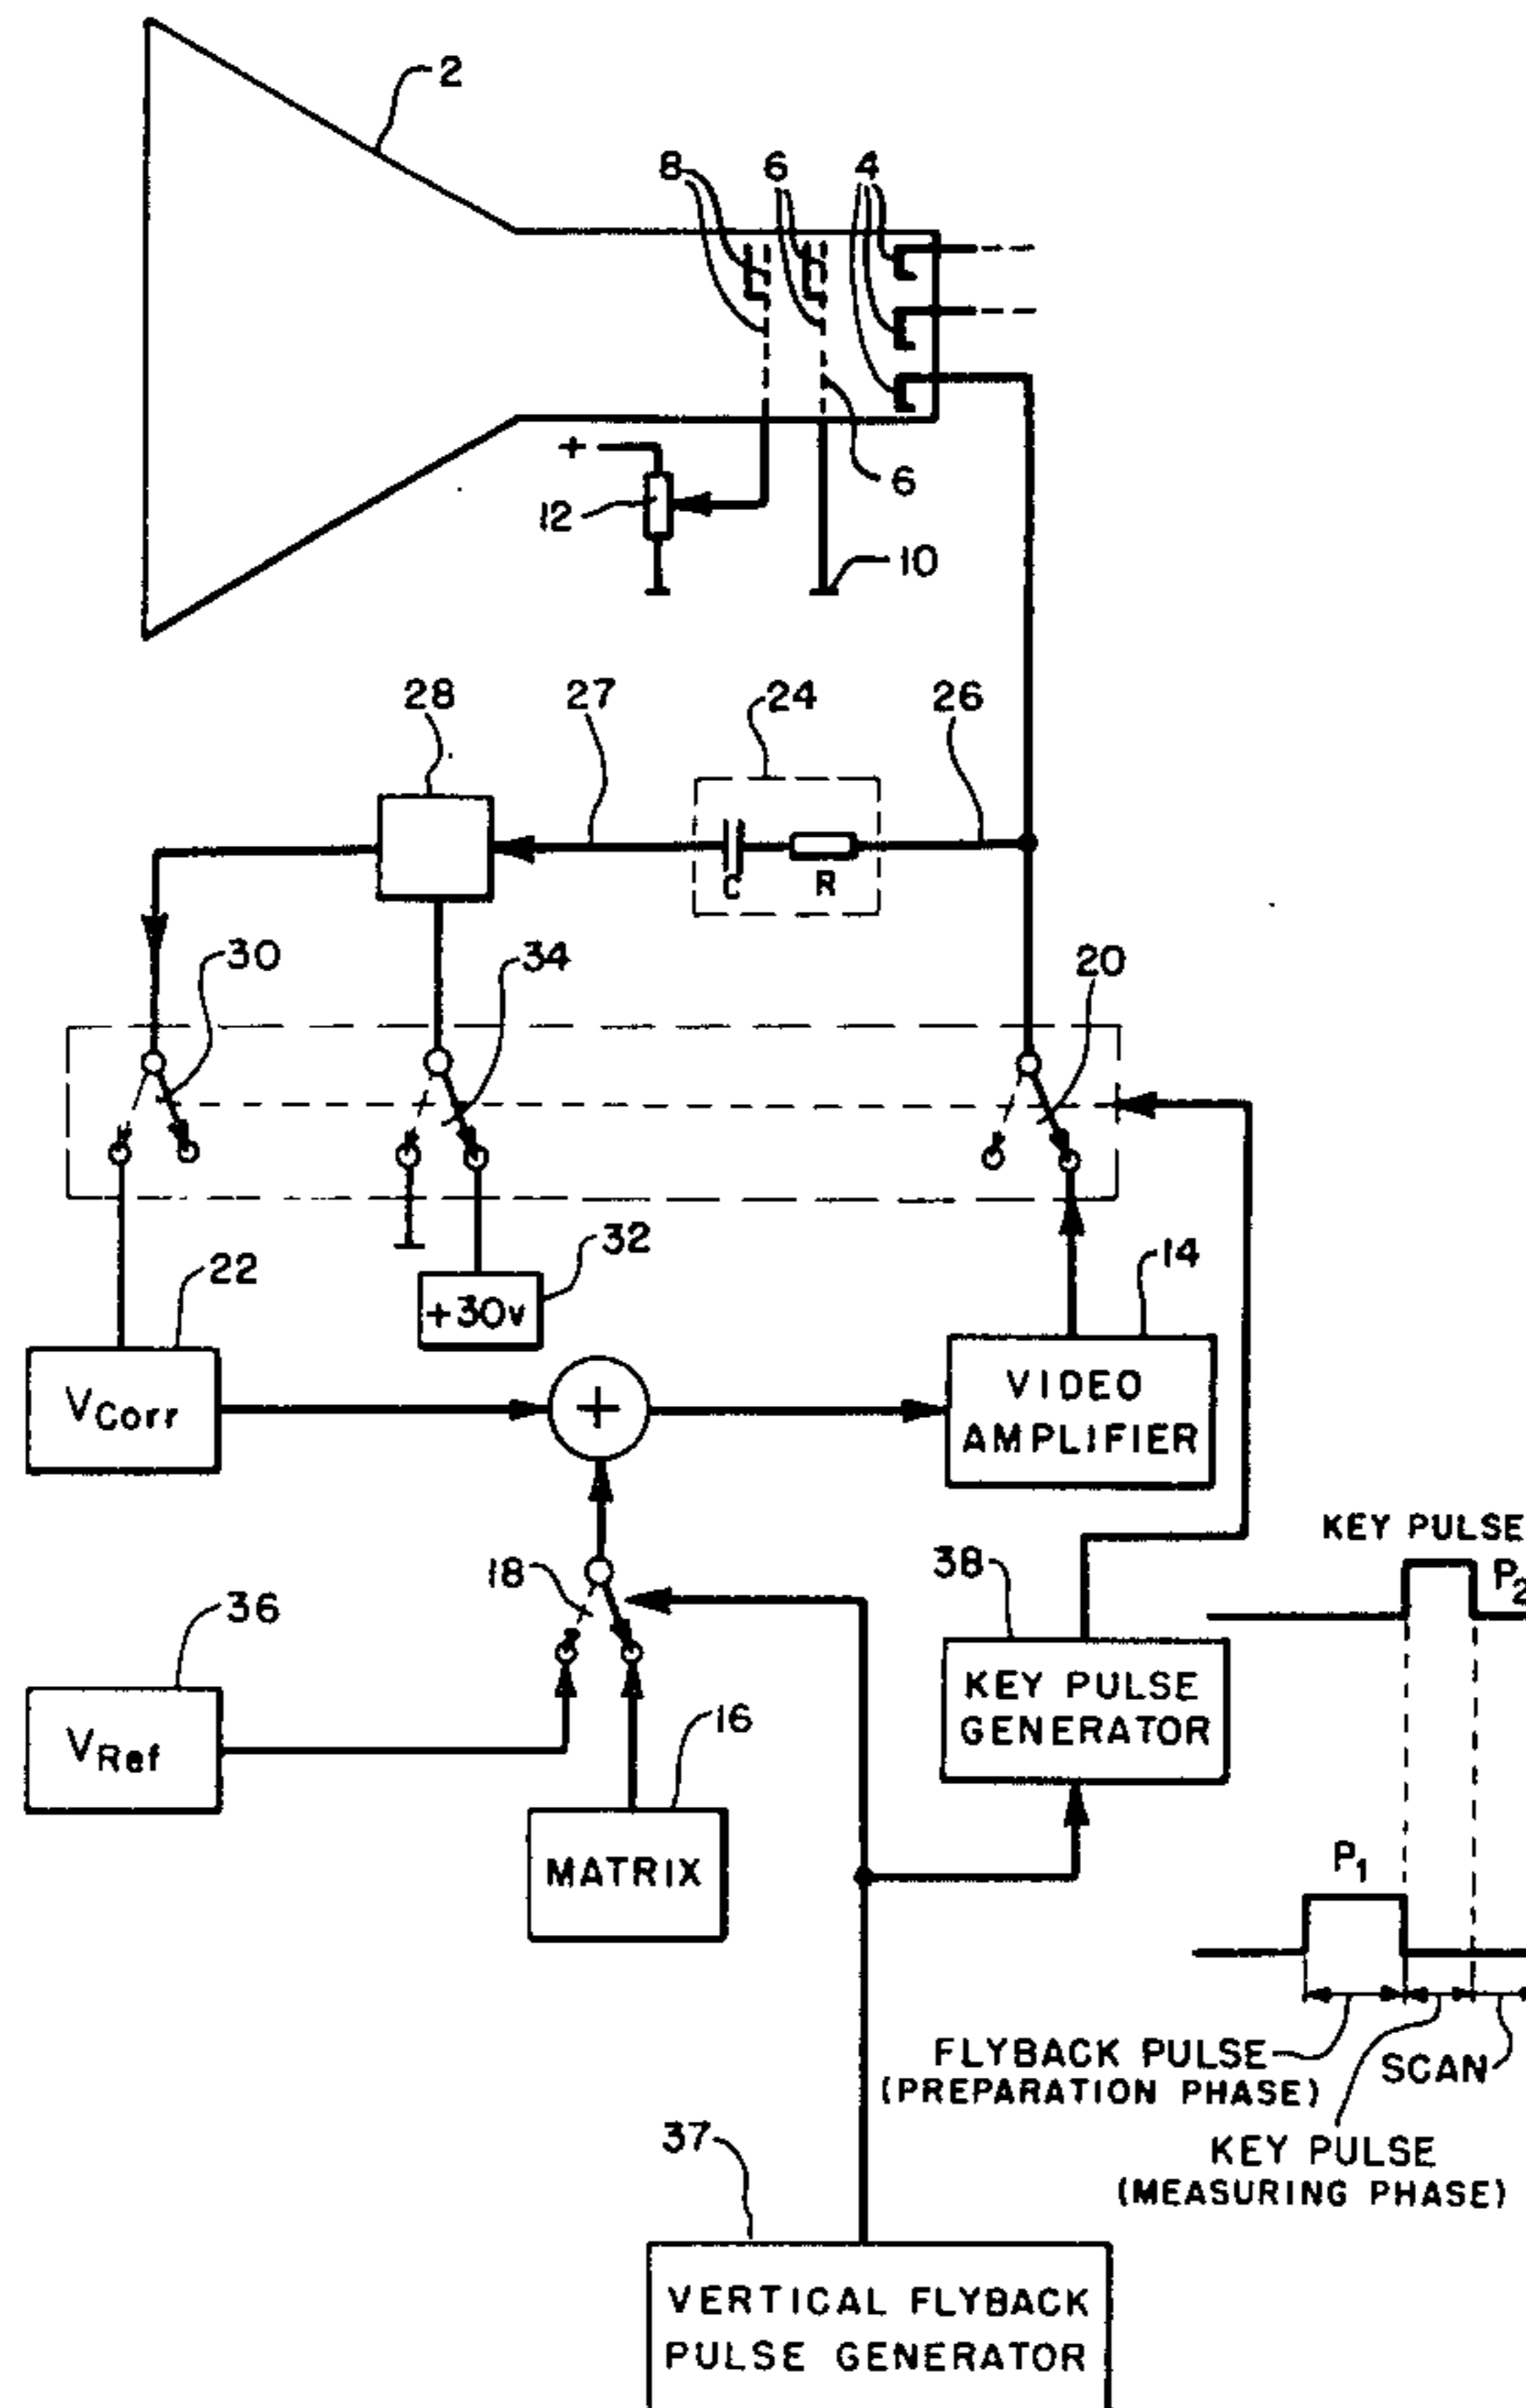 2
8 6 4
+
12
6
10
28 27 24 26
C R
30 34 20
22
32
14
+30v
VCorr
+
VIDEO
AMPLIFIER
KEY PULSE
18
38
P2
36
KEY PULSE
GENERATOR
VRef
16
MATRIX
P1
FLYBACK PULSE
(PREPARATION PHASE)
SCAN
KEY PULSE
(MEASURING PHASE)
37
VERTICAL FLYBACK
PULSE GENERATOR